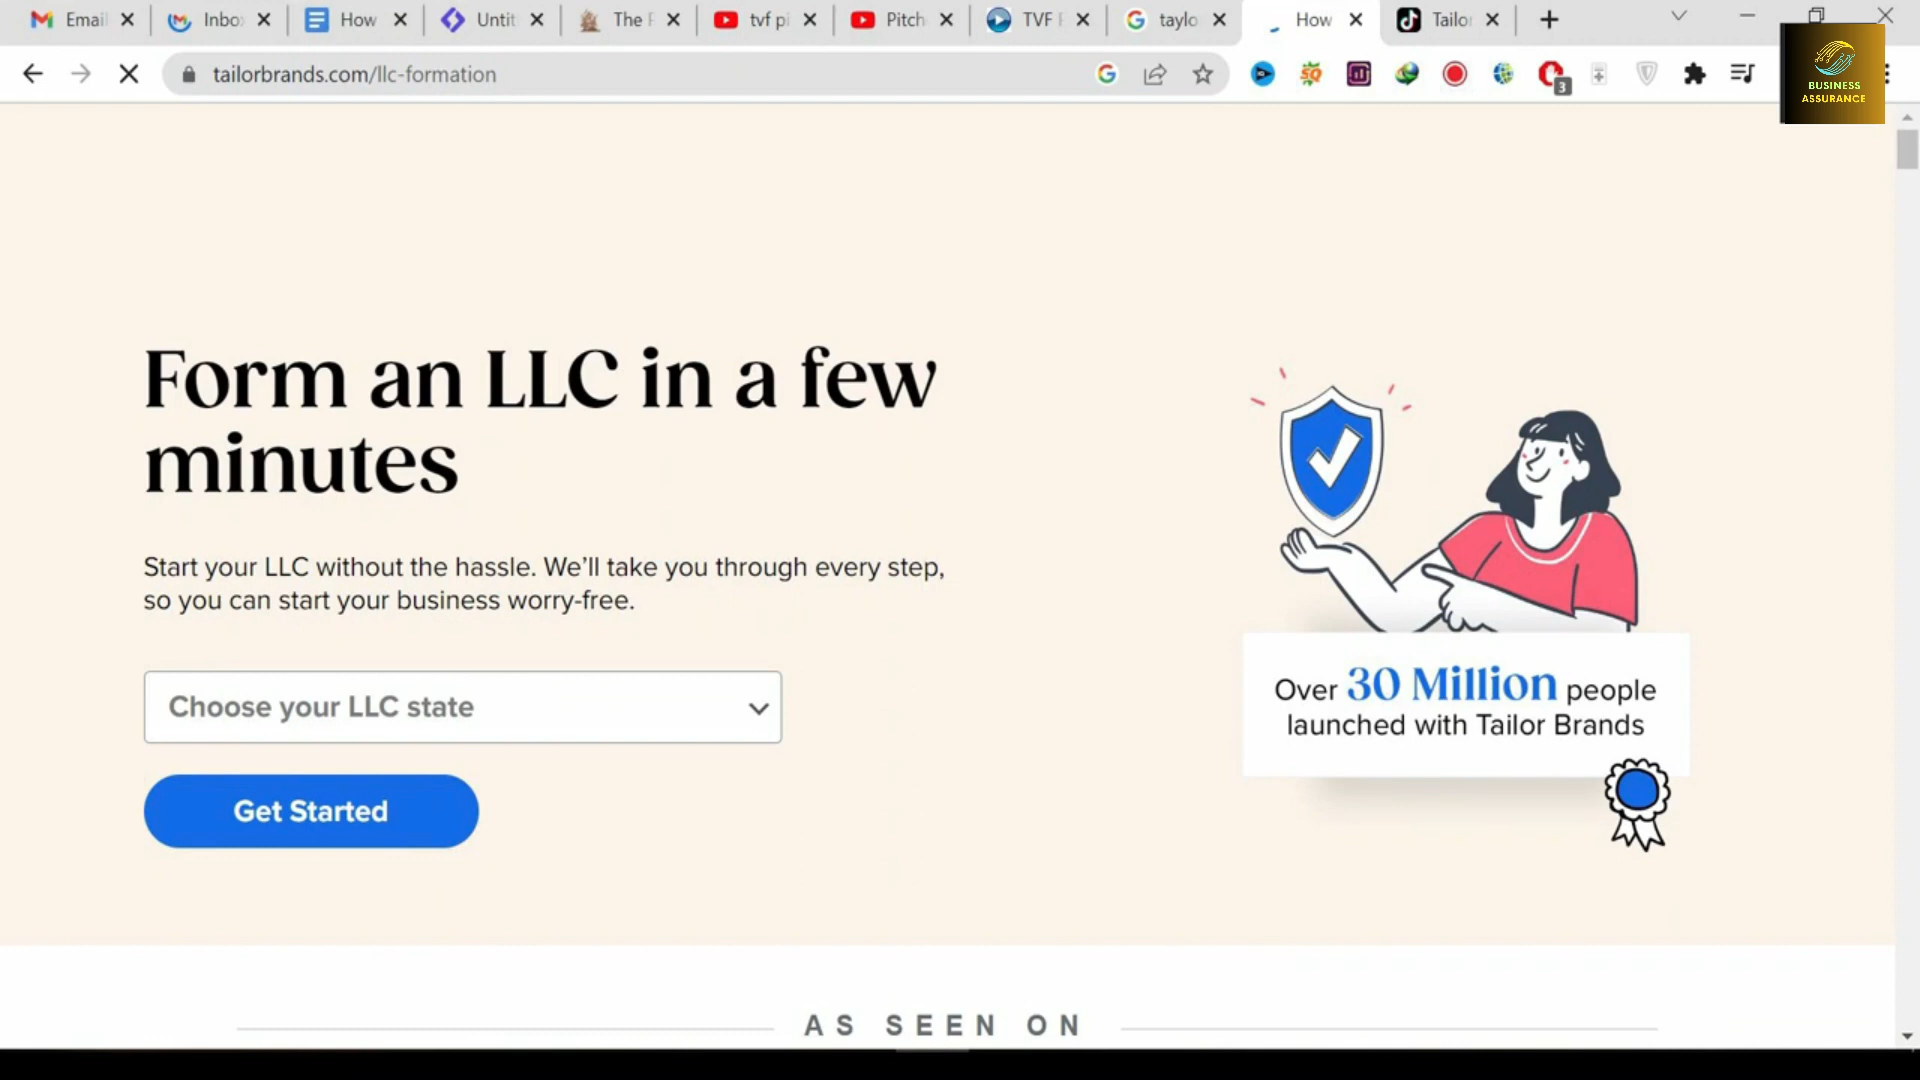 Email
Inbo
How
Untit
The
tvf pi
Pitch
TVF
taylo
How
Tailo
tailorbrands.com/llc-formation
3
BUSINESS
ASSURANCE
Form an LLC in a few
minutes
Start your LLC without the hassle. We'll take you through every step,
so you can start your business worry-free.
Choose your LLC state
Get Started
Over 30 Million people
launched with Tailor Brands
AS SEEN ON